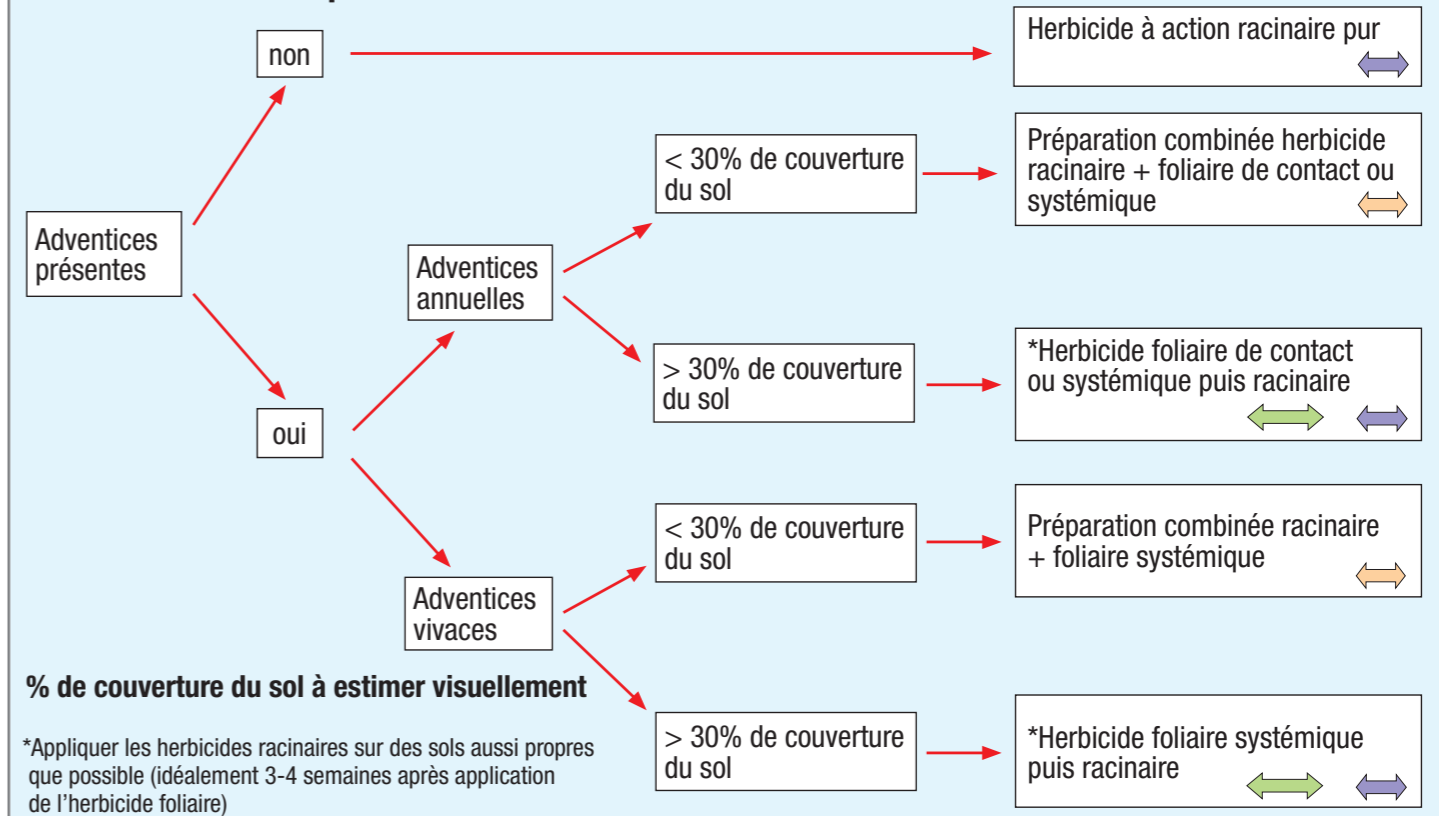 non
Herbicide à action racinaire pur
< 30% de couverture
du sol
Préparation combinée herbicide
racinaire + foliaire de contact ou
systémique
Adventices
présentes
Adventices
annuelles
> 30% de couverture
du sol
*Herbicide foliaire de contact
ou systémique puis racinaire
oui
< 30% de couverture
du sol
Préparation combinée racinaire
+ foliaire systémique
Adventices
vivaces
% de couverture du sol à estimer visuellement
> 30% de couverture
du sol
*Herbicide foliaire systémique
puis racinaire
*Appliquer les herbicides racinaires sur des sols aussi propres
que possible (idéalement 3-4 semaines après application
de l'herbicide foliaire)